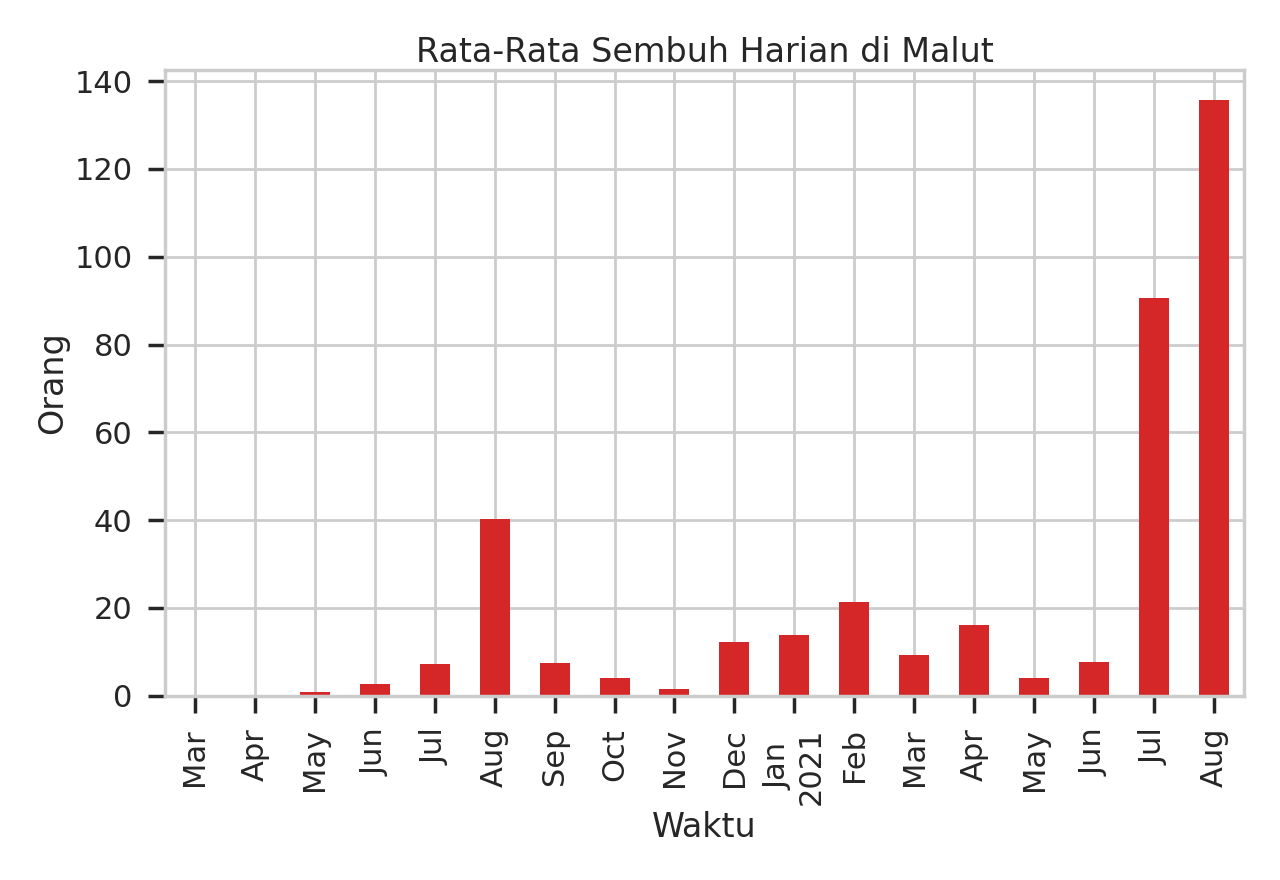 Rata-Rata Sembuh Harian di Malut
140
120
100
80
60
40
20
0
Orang
Mar
Apr
May
Jun
Jul
Aug
Sep
Oct
Nov
Dec
Jan
2021
Feb
Mar
Apr
May
Jun
Jul
Aug
Waktu